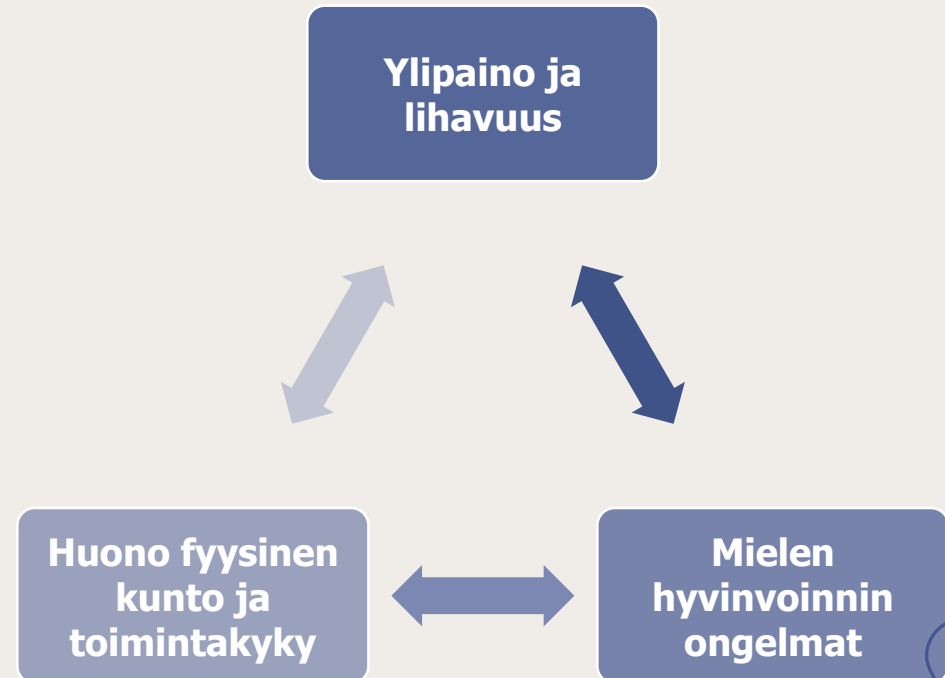 Ylipaino ja
lihavuus
Huono fyysinen
kunto ja
toimintakyky
Mielen
hyvinvoinnin
ongelmat